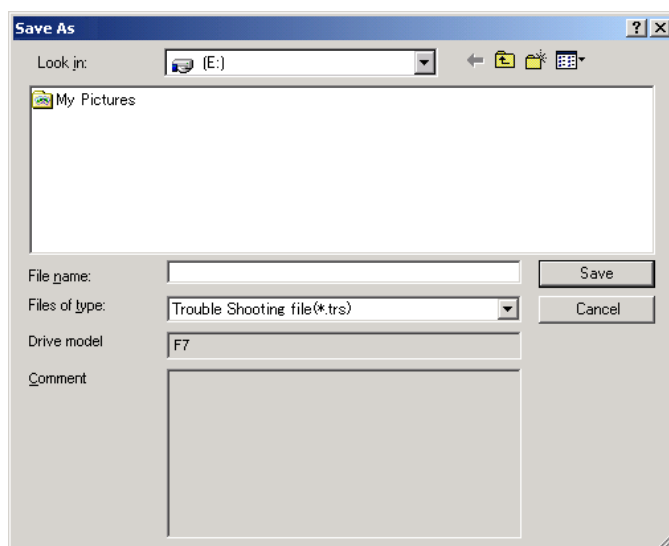 Save As
Look in:
(E:)
My Pictures
File name:
Save
Files of type:
Trouble Shooting file(*.trs)
Cancel
Drive model
F7
Comment